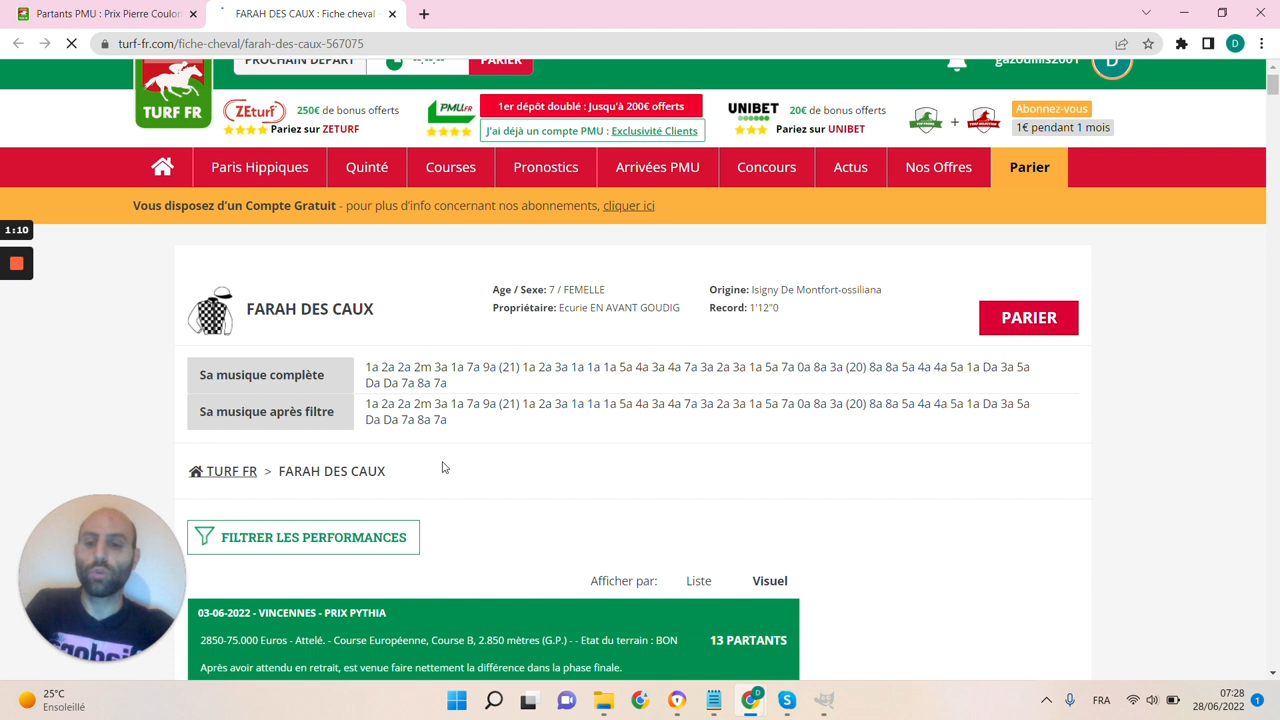 Partants PMU : Prix Pierre Coulon
FARAH DES CAUX : Fiche cheval
turf-fr.com/fiche-cheval/farah-des-caux-567075
PROCHAIN DEPART
PARIER
gazouillis2001
D
TURF FR
ZEturf
250€ de bonus offerts
Pariez sur ZETURF
PMU.FR
1er dépôt doublé : Jusqu'à 200€ offerts
J'ai déjà un compte PMU : Exclusivité Clients
UNIBET
20€ de bonus offerts
Pariez sur UNIBET
+
Abonnez-vous
1€ pendant 1 mois
Paris Hippiques
Quinté
Courses
Pronostics
Arrivées PMU
Concours
Actus
Nos Offres
Parier
Vous disposez d'un Compte Gratuit - pour plus d'info concernant nos abonnements, cliquer ici
1:10
FARAH DES CAUX
Age / Sexe: 7 / FEMELLE
Propriétaire: Ecurie EN AVANT GOUDIG
Origine: Isigny De Montfort-ossiliana
Record: 1'12"0
PARIER
Sa musique complète
1a 2a 2a 2m 3a 1a 7a 9a (21) 1a 2a 3a 1a 1a 1a 5a 4a 3a 4a 7a 3a 2a 3a 1a 5a 7a 0a 8a 3a (20) 8a 8a 5a 4a 4a 5a 1a Da 3a 5a
Da Da 7a 8a 7a
Sa musique après filtre
1a 2a 2a 2m 3a 1a 7a 9a (21) 1a 2a 3a 1a 1a 1a 5a 4a 3a 4a 7a 3a 2a 3a 1a 5a 7a 0a 8a 3a (20) 8a 8a 5a 4a 4a 5a 1a Da 3a 5a
Da Da 7a 8a 7a
TURF FR > FARAH DES CAUX
FILTRER LES PERFORMANCES
Afficher par: Liste Visuel
03-06-2022 - VINCENNES - PRIX PYTHIA
2850-75.000 Euros - Attelé. - Course Européenne, Course B, 2.850 mètres (G.P.) - - Etat du terrain : BON
13 PARTANTS
Après avoir attendu en retrait, est venue faire nettement la différence dans la phase finale.
25°C
Ensoleillé
FRA
07:28
28/06/2022
1